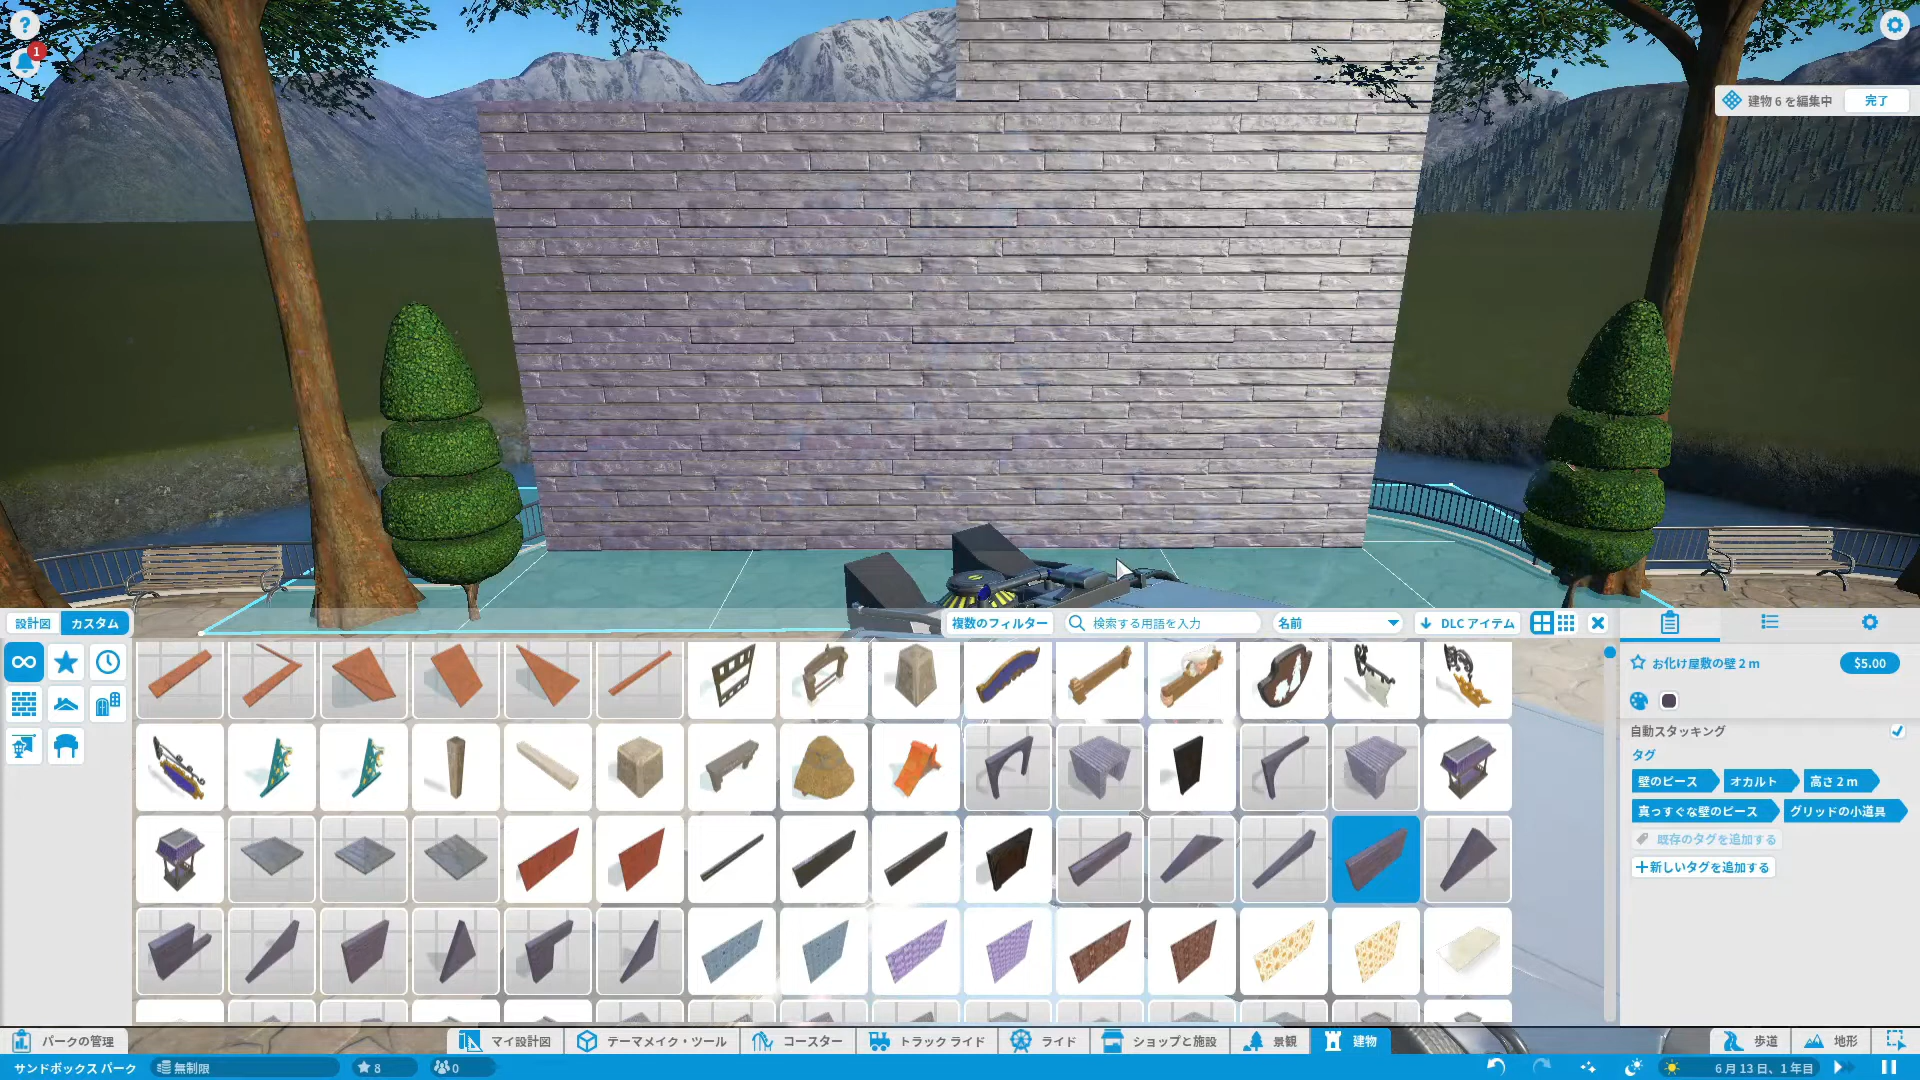 ?
1
建物 6 を編集中
完了
設計図
カスタム
複数のフィルター
検索する用語を入力
名前
DLC アイテム
お化け屋敷の壁 2 m
$5.00
自動スタッキング
タグ
壁のピース
オカルト
高さ 2 m
真っすぐな壁のピース
グリッドの小道具
既存のタグを追加する
+新しいタグを追加する
パークの管理
マイ設計図
テーマメイク・ツール
コースター
トラック ライド
ライド
ショップと施設
景観
建物
歩道
地形
サンドボックス パーク
無制限
8
0
6 月 13 日、1 年目